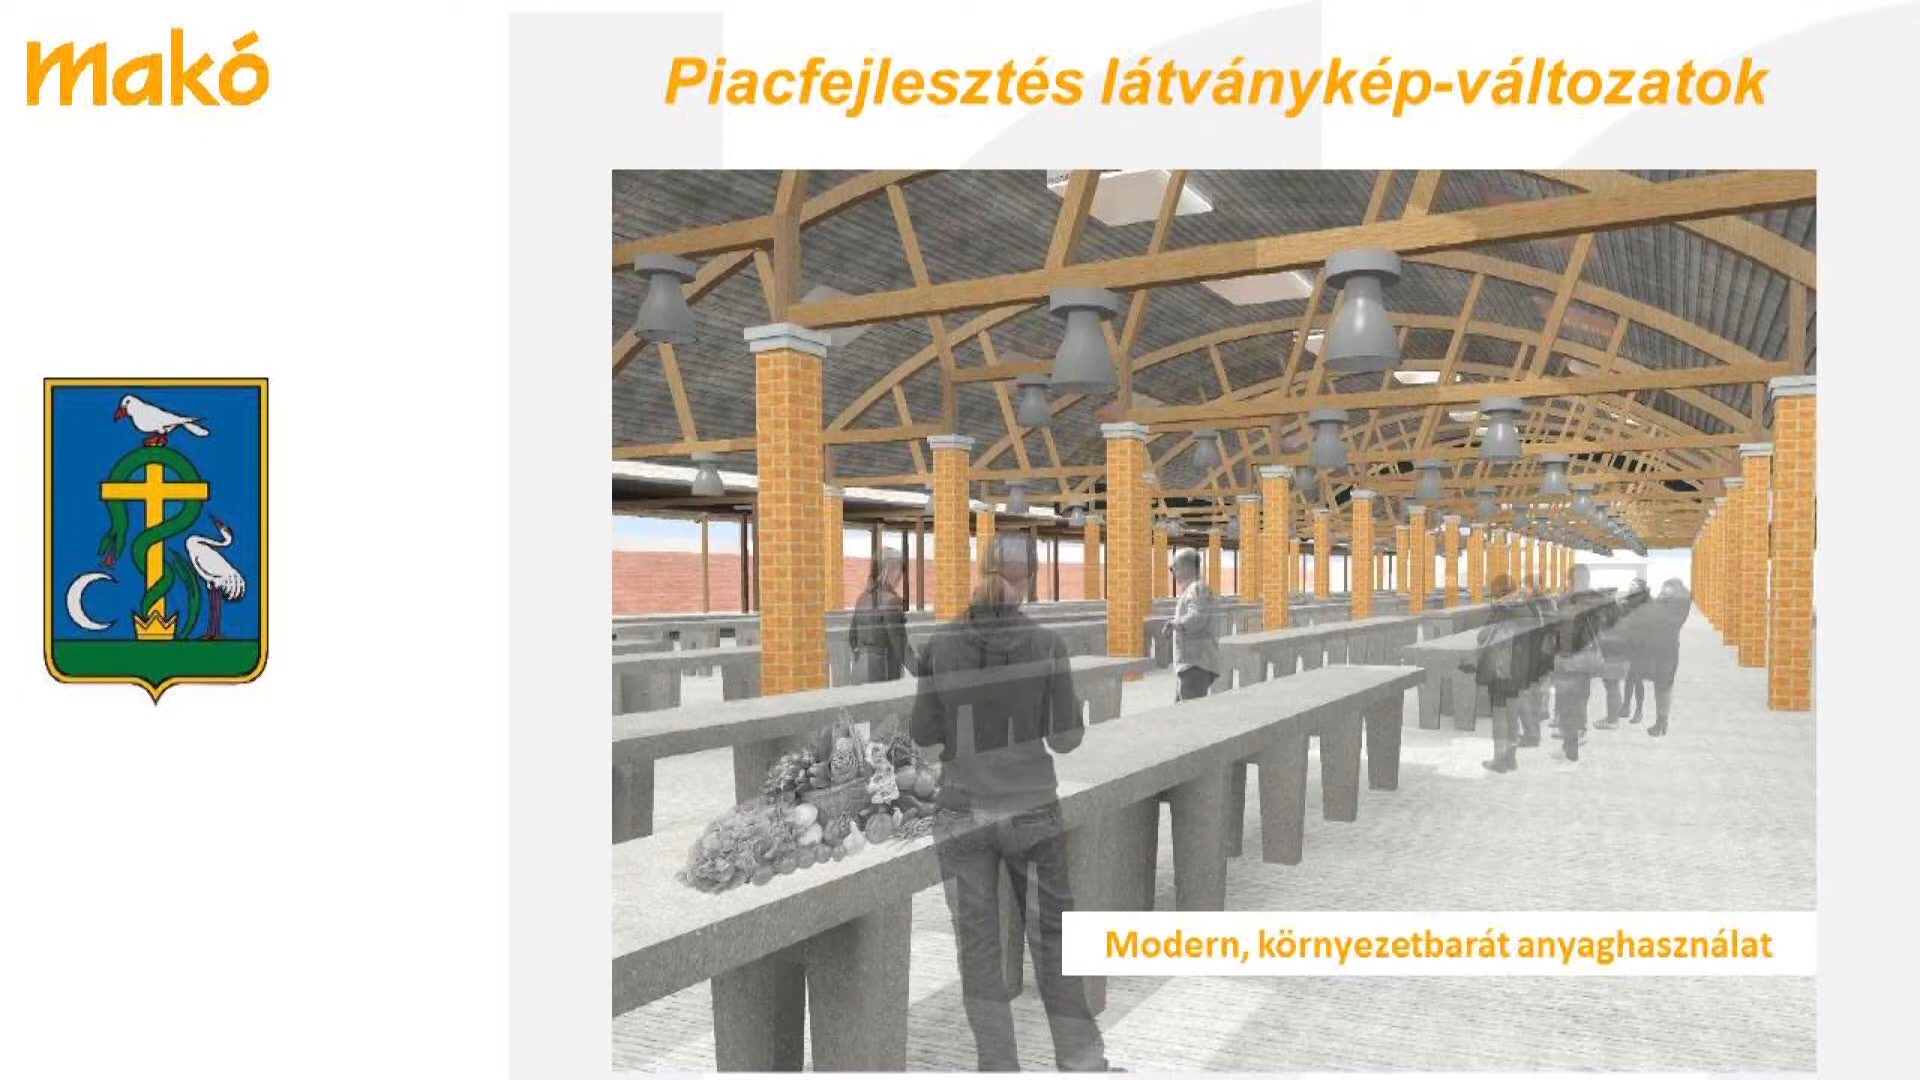 Makó
Piacfejlesztés látványkép-változatok
Modern, környezetbarát anyaghasználat